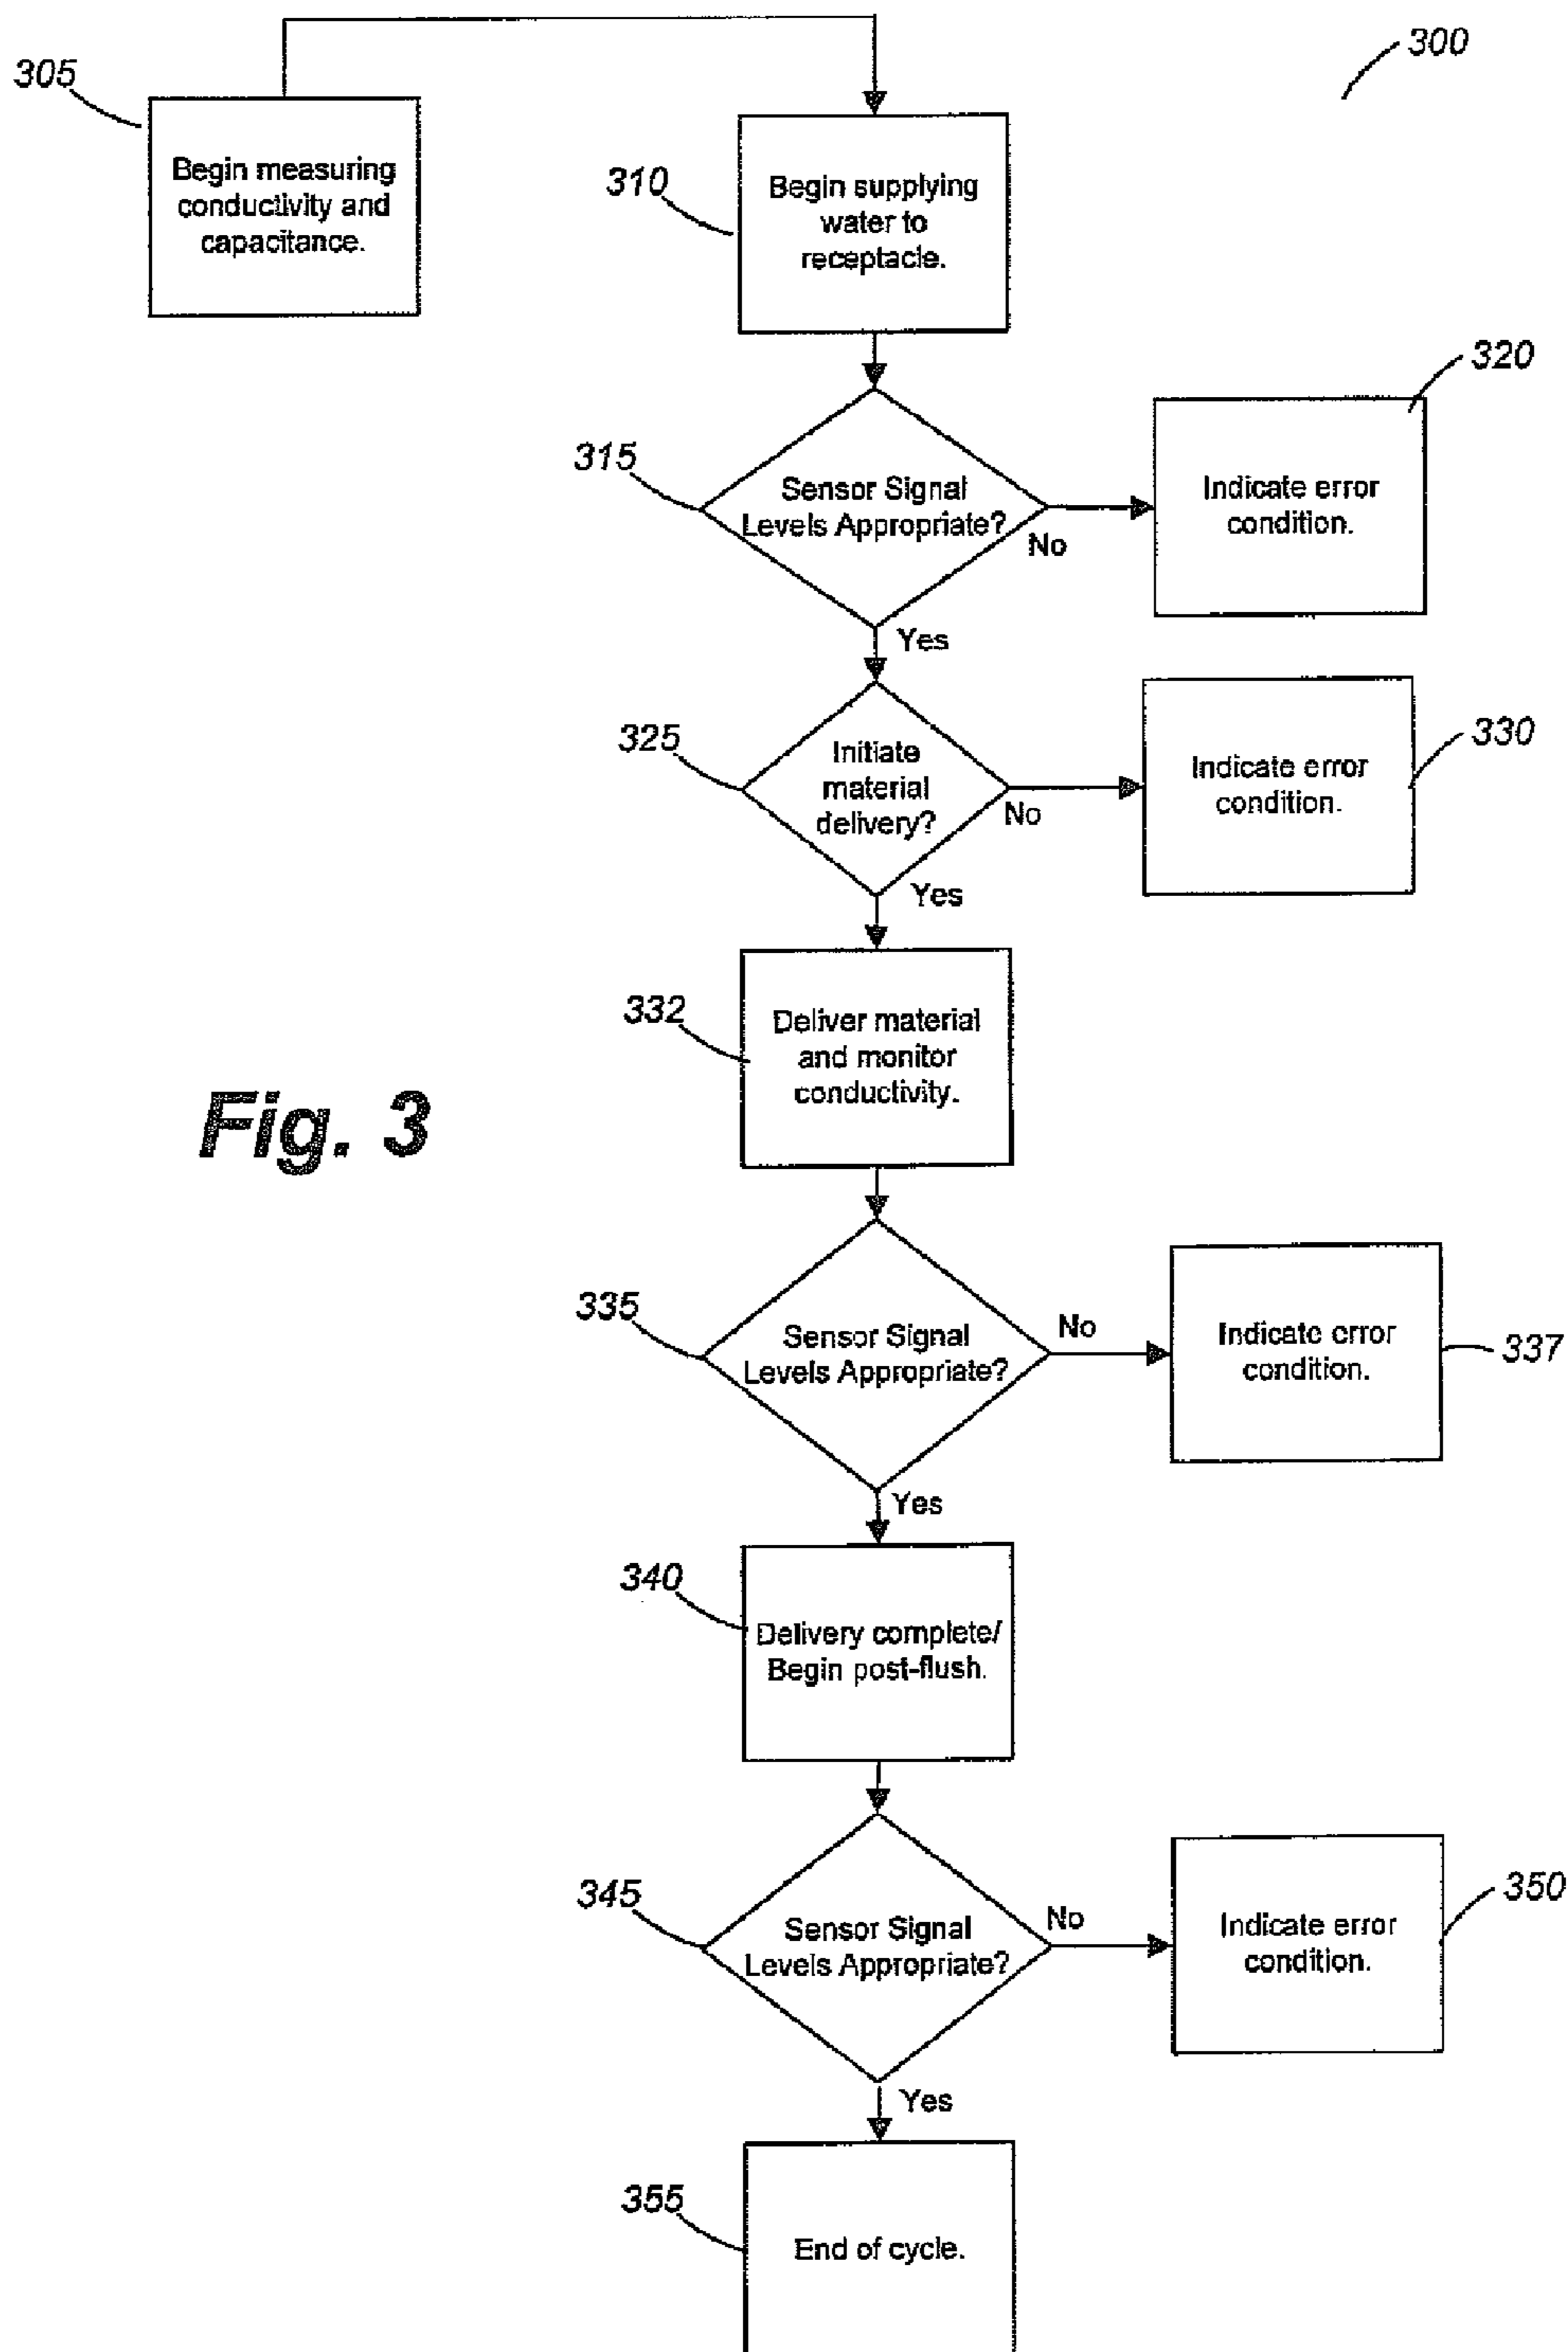 300
305
Begin measuring
conductivity and
capacitance.
310
Begin supplying
water to
receptacle.
315
Sensor Signal
Levels Appropriate?
No
320
Indicate error
condition.
Yes
325
Initiate
material
delivery?
No
330
Indicate error
condition.
Yes
332
Deliver material
and monitor
conductivity.
Fig. 3
335
Sensor Signal
Levels Appropriate?
No
Indicate error
condition.
337
Yes
340
Delivery complete/
Begin post-flush.
345
Sensor Signal
Levels Appropriate?
No
Indicate error
condition.
350
Yes
355
End of cycle.